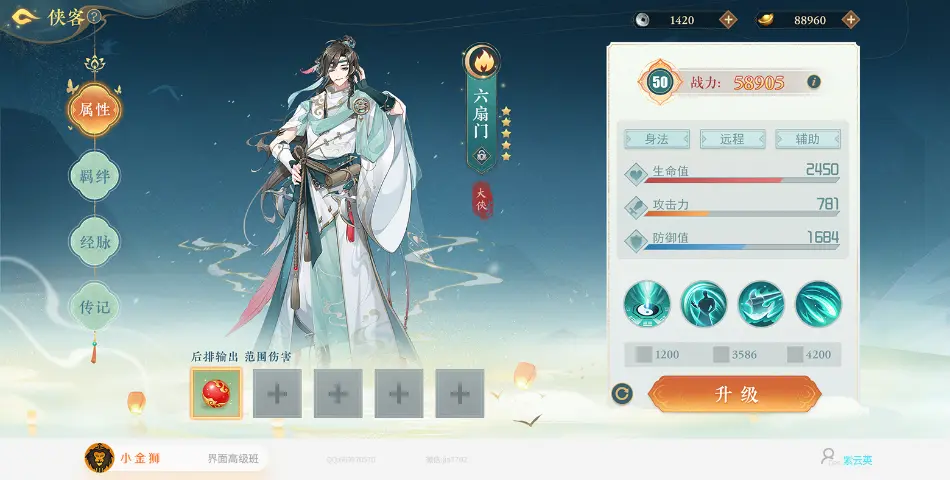 侠客
?
1420
88960
属性
羁绊
经脉
传记
六扇门
大侠
50
战力: 58905
i
身法 远程 辅助
生命值 2450
攻击力 781
防御值 1684
1200 3586 4200
升级
后排输出 范围伤害
小金狮 界面高级班
紫云英